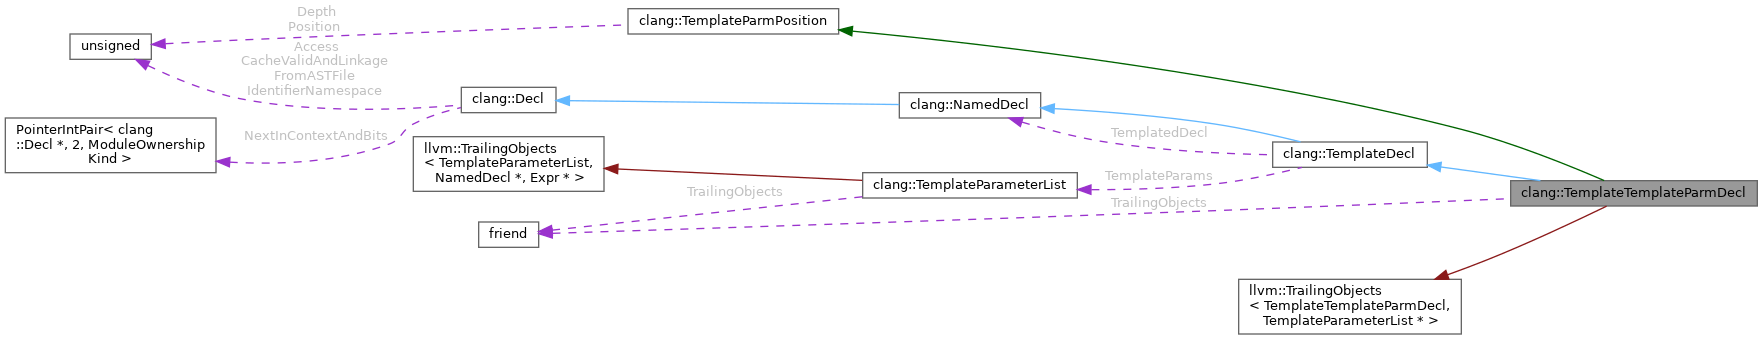 Depth
Position
clang::TemplateParmPosition
unsigned
Access
CacheValidAndLinkage
FromASTFile
IdentifierNamespace
clang::Decl
clang::NamedDecl
PointerIntPair< clang
::Decl *, 2, ModuleOwnership
Kind >
NextInContextAndBits
TemplatedDecl
llvm::TrailingObjects
< TemplateParameterList,
NamedDecl *, Expr * >
clang::TemplateDecl
TemplateParams
clang::TemplateParameterList
TrailingObjects
clang::TemplateTemplateParmDecl
TrailingObjects
friend
llvm::TrailingObjects
< TemplateTemplateParmDecl,
TemplateParameterList * >